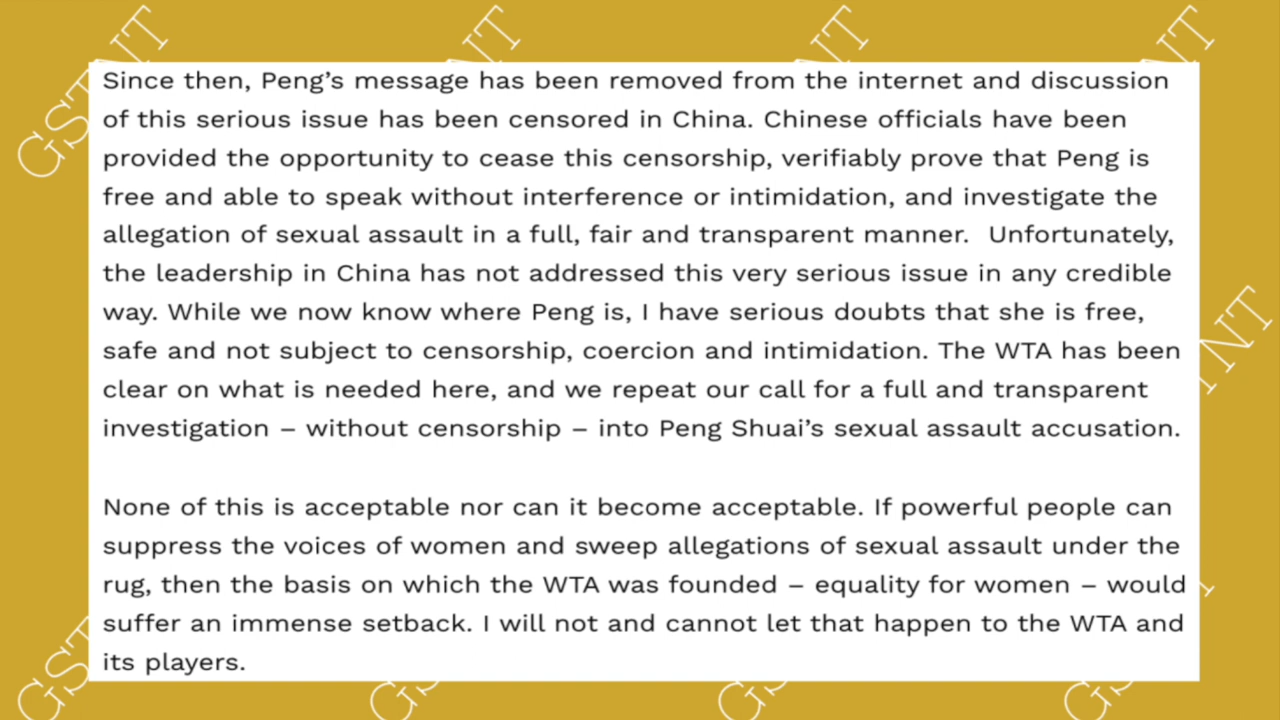 Since then, Peng’s message has been removed from the internet and discussion
of this serious issue has been censored in China. Chinese officials have been
provided the opportunity to cease this censorship, verifiably prove that Peng is
free and able to speak without interference or intimidation, and investigate the
allegation of sexual assault in a full, fair and transparent manner.  Unfortunately,
the leadership in China has not addressed this very serious issue in any credible
way. While we now know where Peng is, I have serious doubts that she is free,
safe and not subject to censorship, coercion and intimidation. The WTA has been
clear on what is needed here, and we repeat our call for a full and transparent
investigation – without censorship – into Peng Shuai’s sexual assault accusation.
None of this is acceptable nor can it become acceptable. If powerful people can
suppress the voices of women and sweep allegations of sexual assault under the
rug, then the basis on which the WTA was founded – equality for women – would
suffer an immense setback. I will not and cannot let that happen to the WTA and
its players.